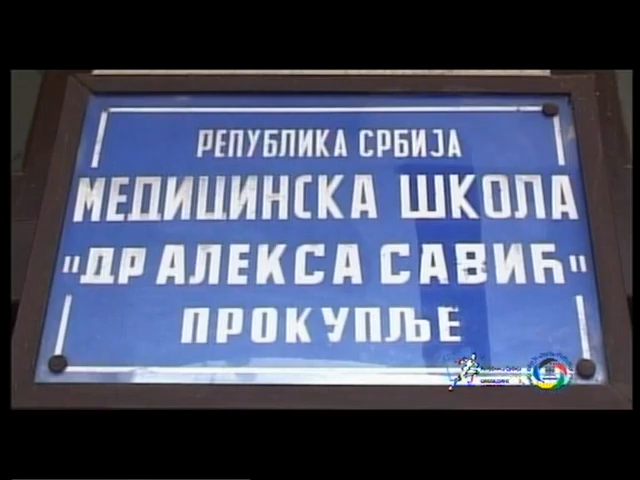 РЕПУБЛИКА СРБИЈА
МЕДИЦИНСКА ШКОЛА
"ДР АЛЕКСА САВИЋ"
ПРОКУПЉЕ